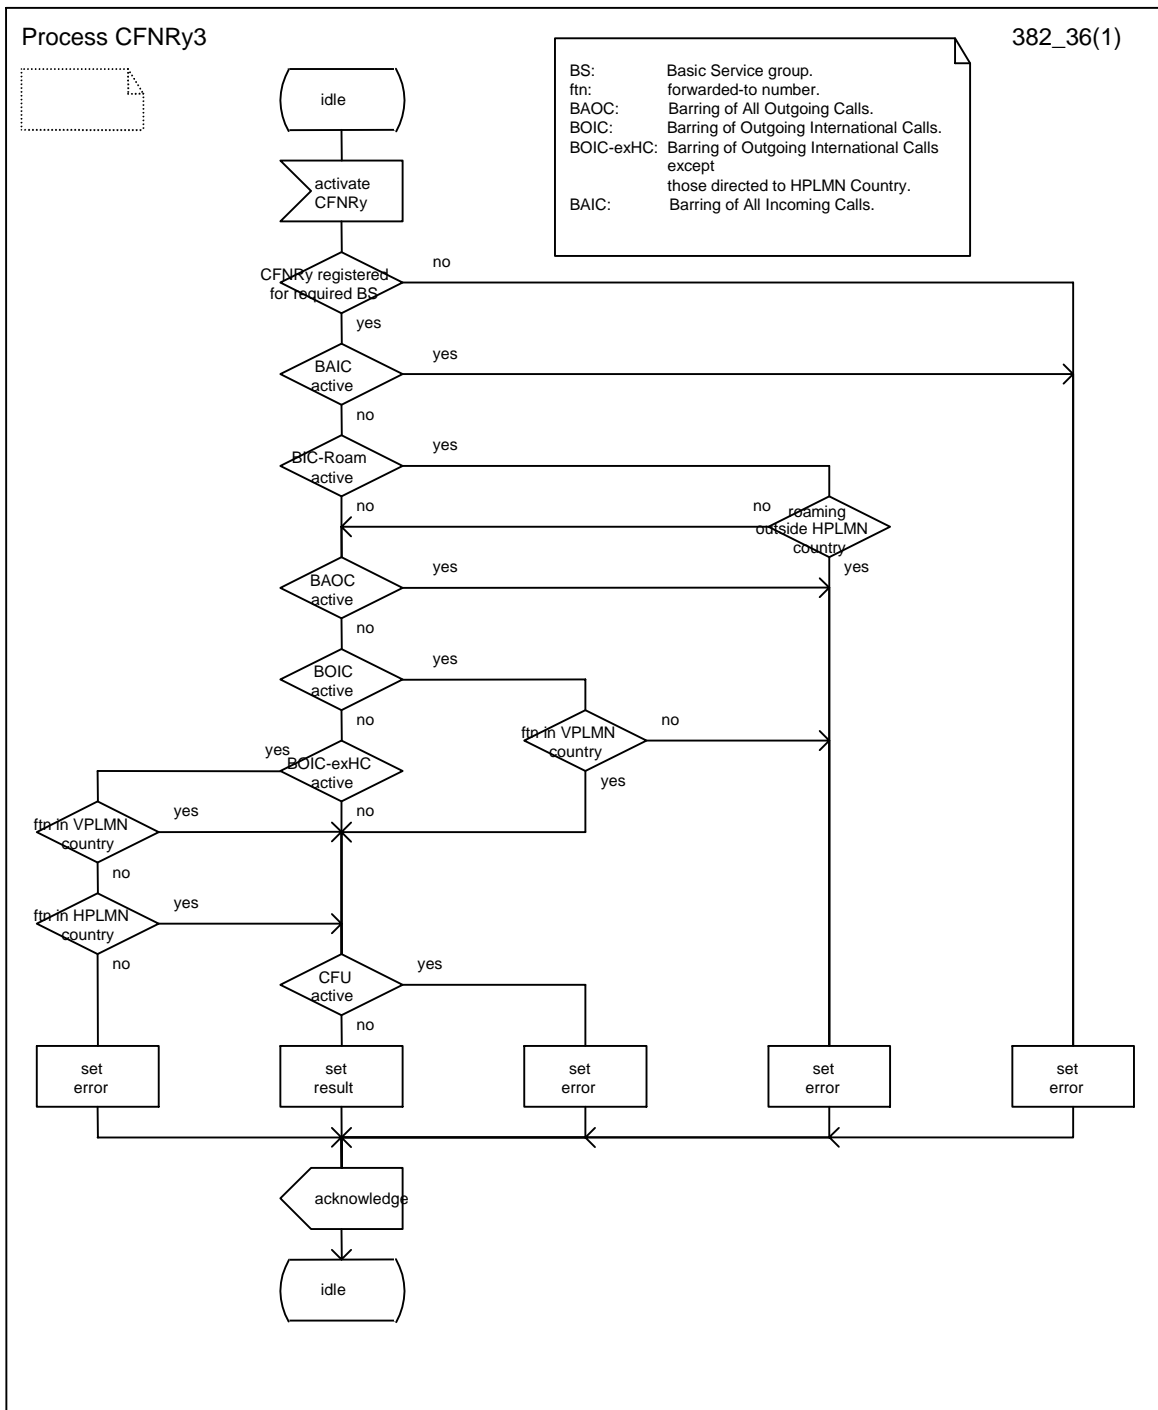 Process CFNRy3
382_36(1)
BS: Basic Service group.
ftn: forwarded-to number.
BAOC: Barring of All Outgoing Calls.
BOIC: Barring of Outgoing International Calls.
BOIC-exHC: Barring of Outgoing International Calls
except
those directed to HPLMN Country.
BAIC: Barring of All Incoming Calls.
idle
activate
CFNRy
CFNRy registered
for required BS
no
yes
BAIC
active
yes
no
BIC-Roam
active
yes
no
roaming
outside HPLMN
country
no
yes
BAOC
active
yes
no
BOIC
active
yes
no
ftn in VPLMN
country
no
yes
BOIC-exHC
active
yes
no
ftn in VPLMN
country
yes
no
ftn in HPLMN
country
yes
no
CFU
active
yes
no
set
error
set
result
set
error
set
error
set
error
acknowledge
idle